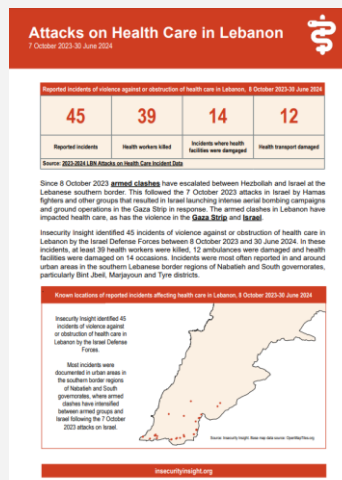 Attacks on Health Care in Lebanon
7 October 2023-30 June 2024
Reported incidents of violence against or obstruction of health care in Lebanon, 8 October 2023-30 June 2024
45
39
14
12
Reported incidents
Health workers killed
Incidents where health
facilities were damgaged
Health transport damaged
Source: 2023-2024 LBN Attacks on Health Care Incident Data
Since 8 October 2023 armed clashes have escalated between Hezbollah and Israel at the
Lebanese southern border. This followed the 7 October 2023 attacks in Israel by Hamas
fighters and other groups that resulted in Israel launching intense aerial bombing campaigns
and ground operations in the Gaza Strip in response. The armed clashes in Lebanon have
impacted health care, as has the violence in the Gaza Strip and Israel.
Insecurity Insight identified 45 incidents of violence against or obstruction of health care in
Lebanon by the Israel Defense Forces between 8 October 2023 and 30 June 2024. In these
incidents, at least 39 health workers were killed, 12 ambulances were damaged and health
facilities were damaged on 14 occasions. Incidents were most often reported in and around
urban areas in the southern Lebanese border regions of Nabatieh and South governorates,
particularly Bint Jbeil, Marjayoun and Tyre districts.
Known locations of reported incidents affecting health care in Lebanon, 8 October 2023-30 June 2024
Insecurity Insight identified 45
incidents of violence against
or obstruction of health care in
Lebanon by the Israel Defense
Forces.
Most incidents were
documented in urban areas in
the southern border regions
of Nabatieh and South
governorates, where armed
clashes have intensified
between armed groups and
Israel following the 7 October
2023 attacks on Israel.
Source: Insecurity Insight. Base map data source: OpenMapTiles.org
insecurityinsight.org